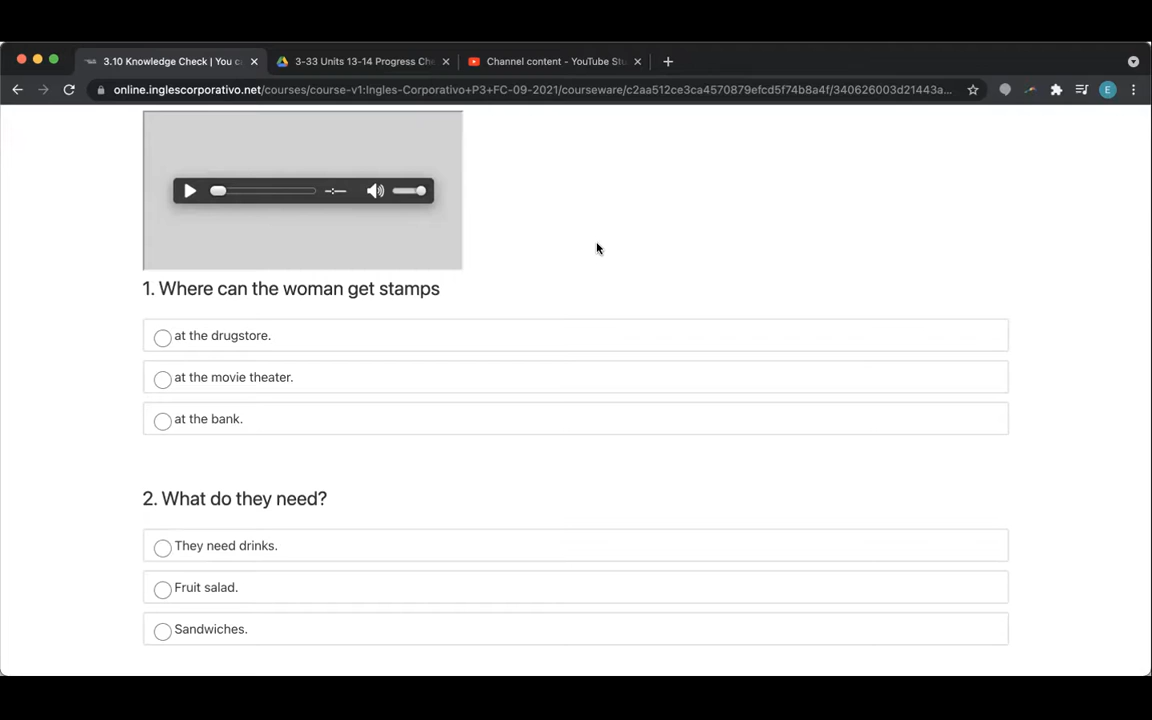 3.10 Knowledge Check | You c
3-33 Units 13-14 Progress Ch
Channel content - YouTube Stu
online.inglescorporativo.net/courses/course-v1:Ingles-Corporativo+P3+FC-09-2021/courseware/c2aa512ce3ca4570879efcd5f74b8a4f/340626003d21443a...
E
1. Where can the woman get stamps
at the drugstore.
at the movie theater.
at the bank.
2. What do they need?
They need drinks.
Fruit salad.
Sandwiches.